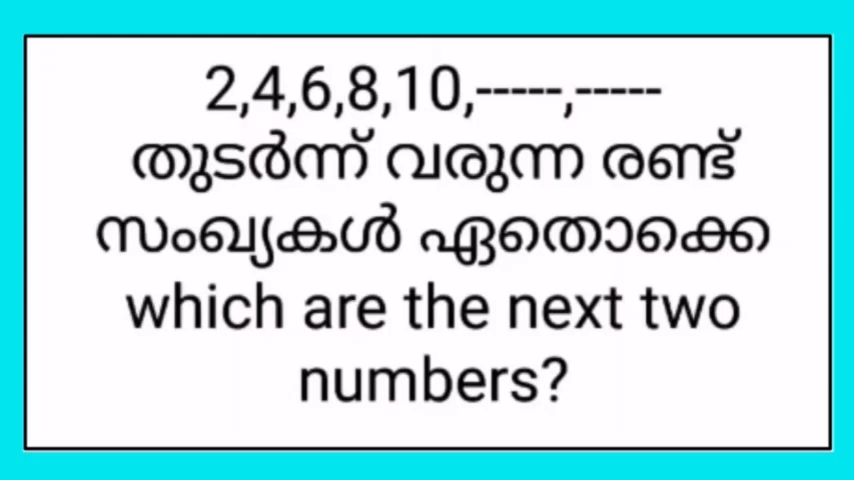 2,4,6,8,10,-----,-----
തുടർന്ന് വരുന്ന രണ്ട്
സംഖ്യകൾ ഏതൊക്കെ
which are the next two
numbers?